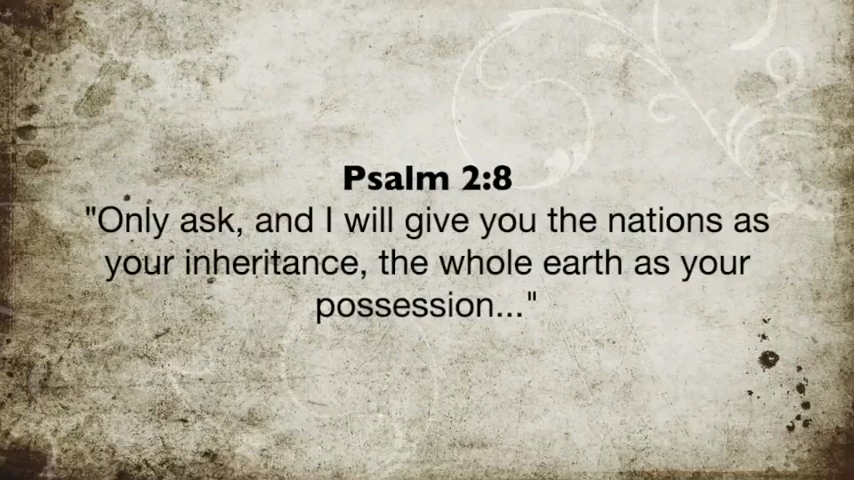 Psalm 2:8
"Only ask, and I will give you the nations as
your inheritance, the whole earth as your
possession..."